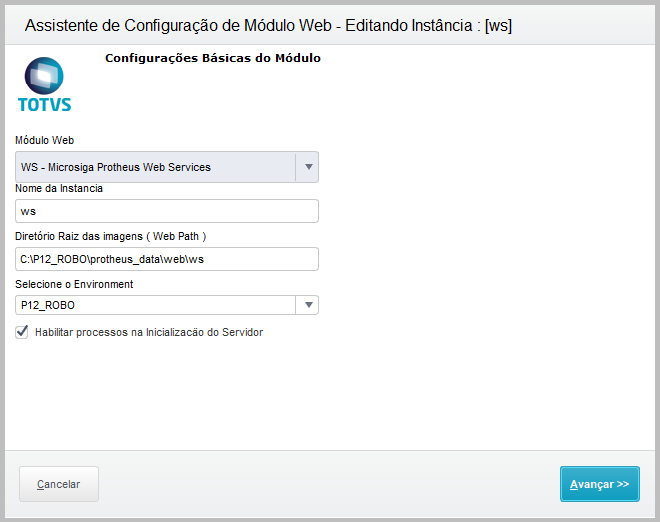 Assistente de Configuração de Módulo Web - Editando Instância : [ws]
Configurações Básicas do Módulo
TOTVS
Módulo Web
WS - Microsiga Protheus Web Services
Nome da Instancia
ws
Diretório Raiz das imagens ( Web Path )
C:\P12_ROBO\protheus_data\web\ws
Selecione o Environment
P12_ROBO
Habilitar processos na Inicialização do Servidor
Cancelar
Avançar >>